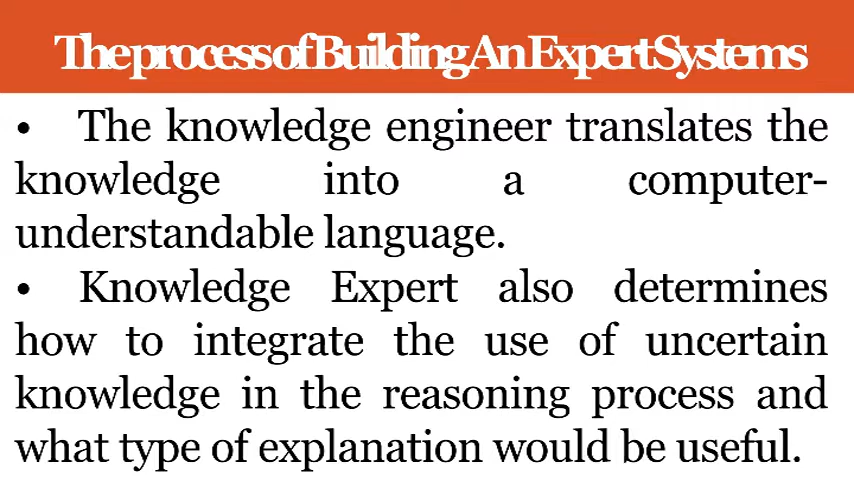 The process of Building An Expert Systems
• The knowledge engineer translates the
knowledge into a computer-
understandable language.
• Knowledge Expert also determines
how to integrate the use of uncertain
knowledge in the reasoning process and
what type of explanation would be useful.